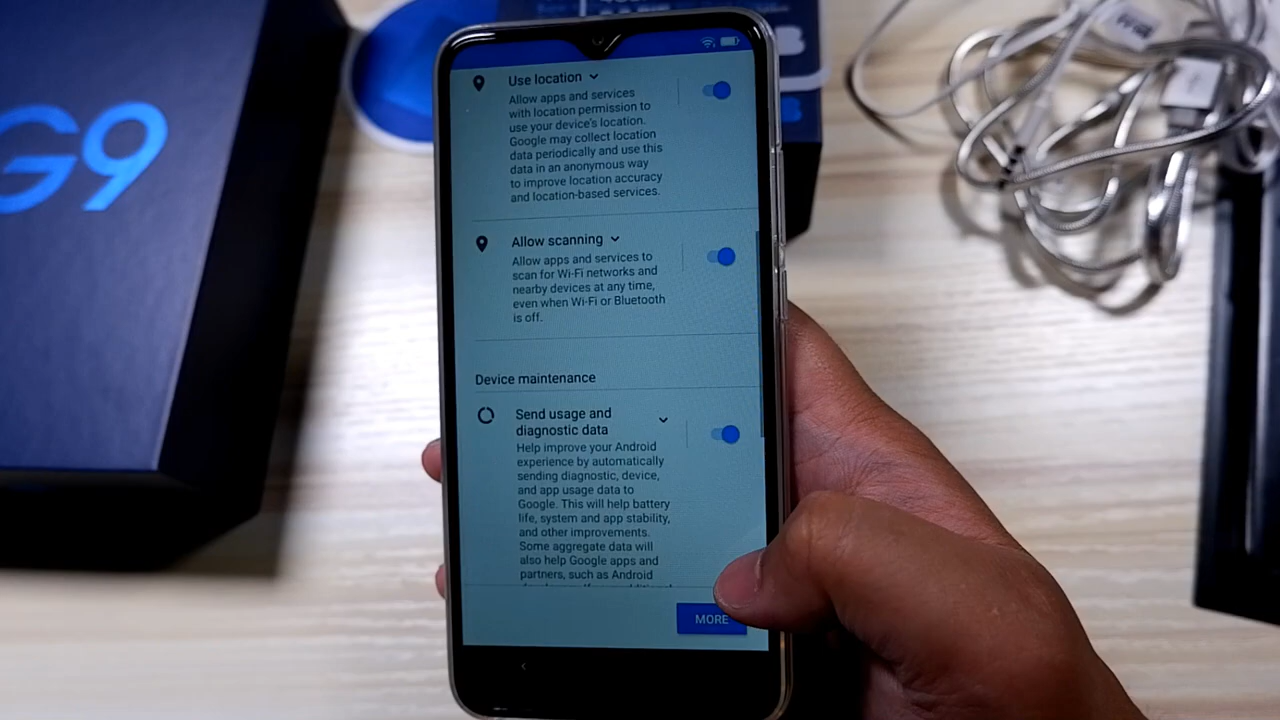 G9
Use location
Allow apps and services
with location permission to
use your device's location.
Google may collect location
data periodically and use this
data in an anonymous way
to improve location accuracy
and location-based services.
Allow scanning
Allow apps and services to
scan for Wi-Fi networks and
nearby devices at any time,
even when Wi-Fi or Bluetooth
is off.
Device maintenance
Send usage and
diagnostic data
Help improve your Android
experience by automatically
sending diagnostic, device,
and app usage data to
Google. This will help battery
life, system and app stability,
and other improvements.
Some aggregate data will
also help Google apps and
partners, such as Android
MORE